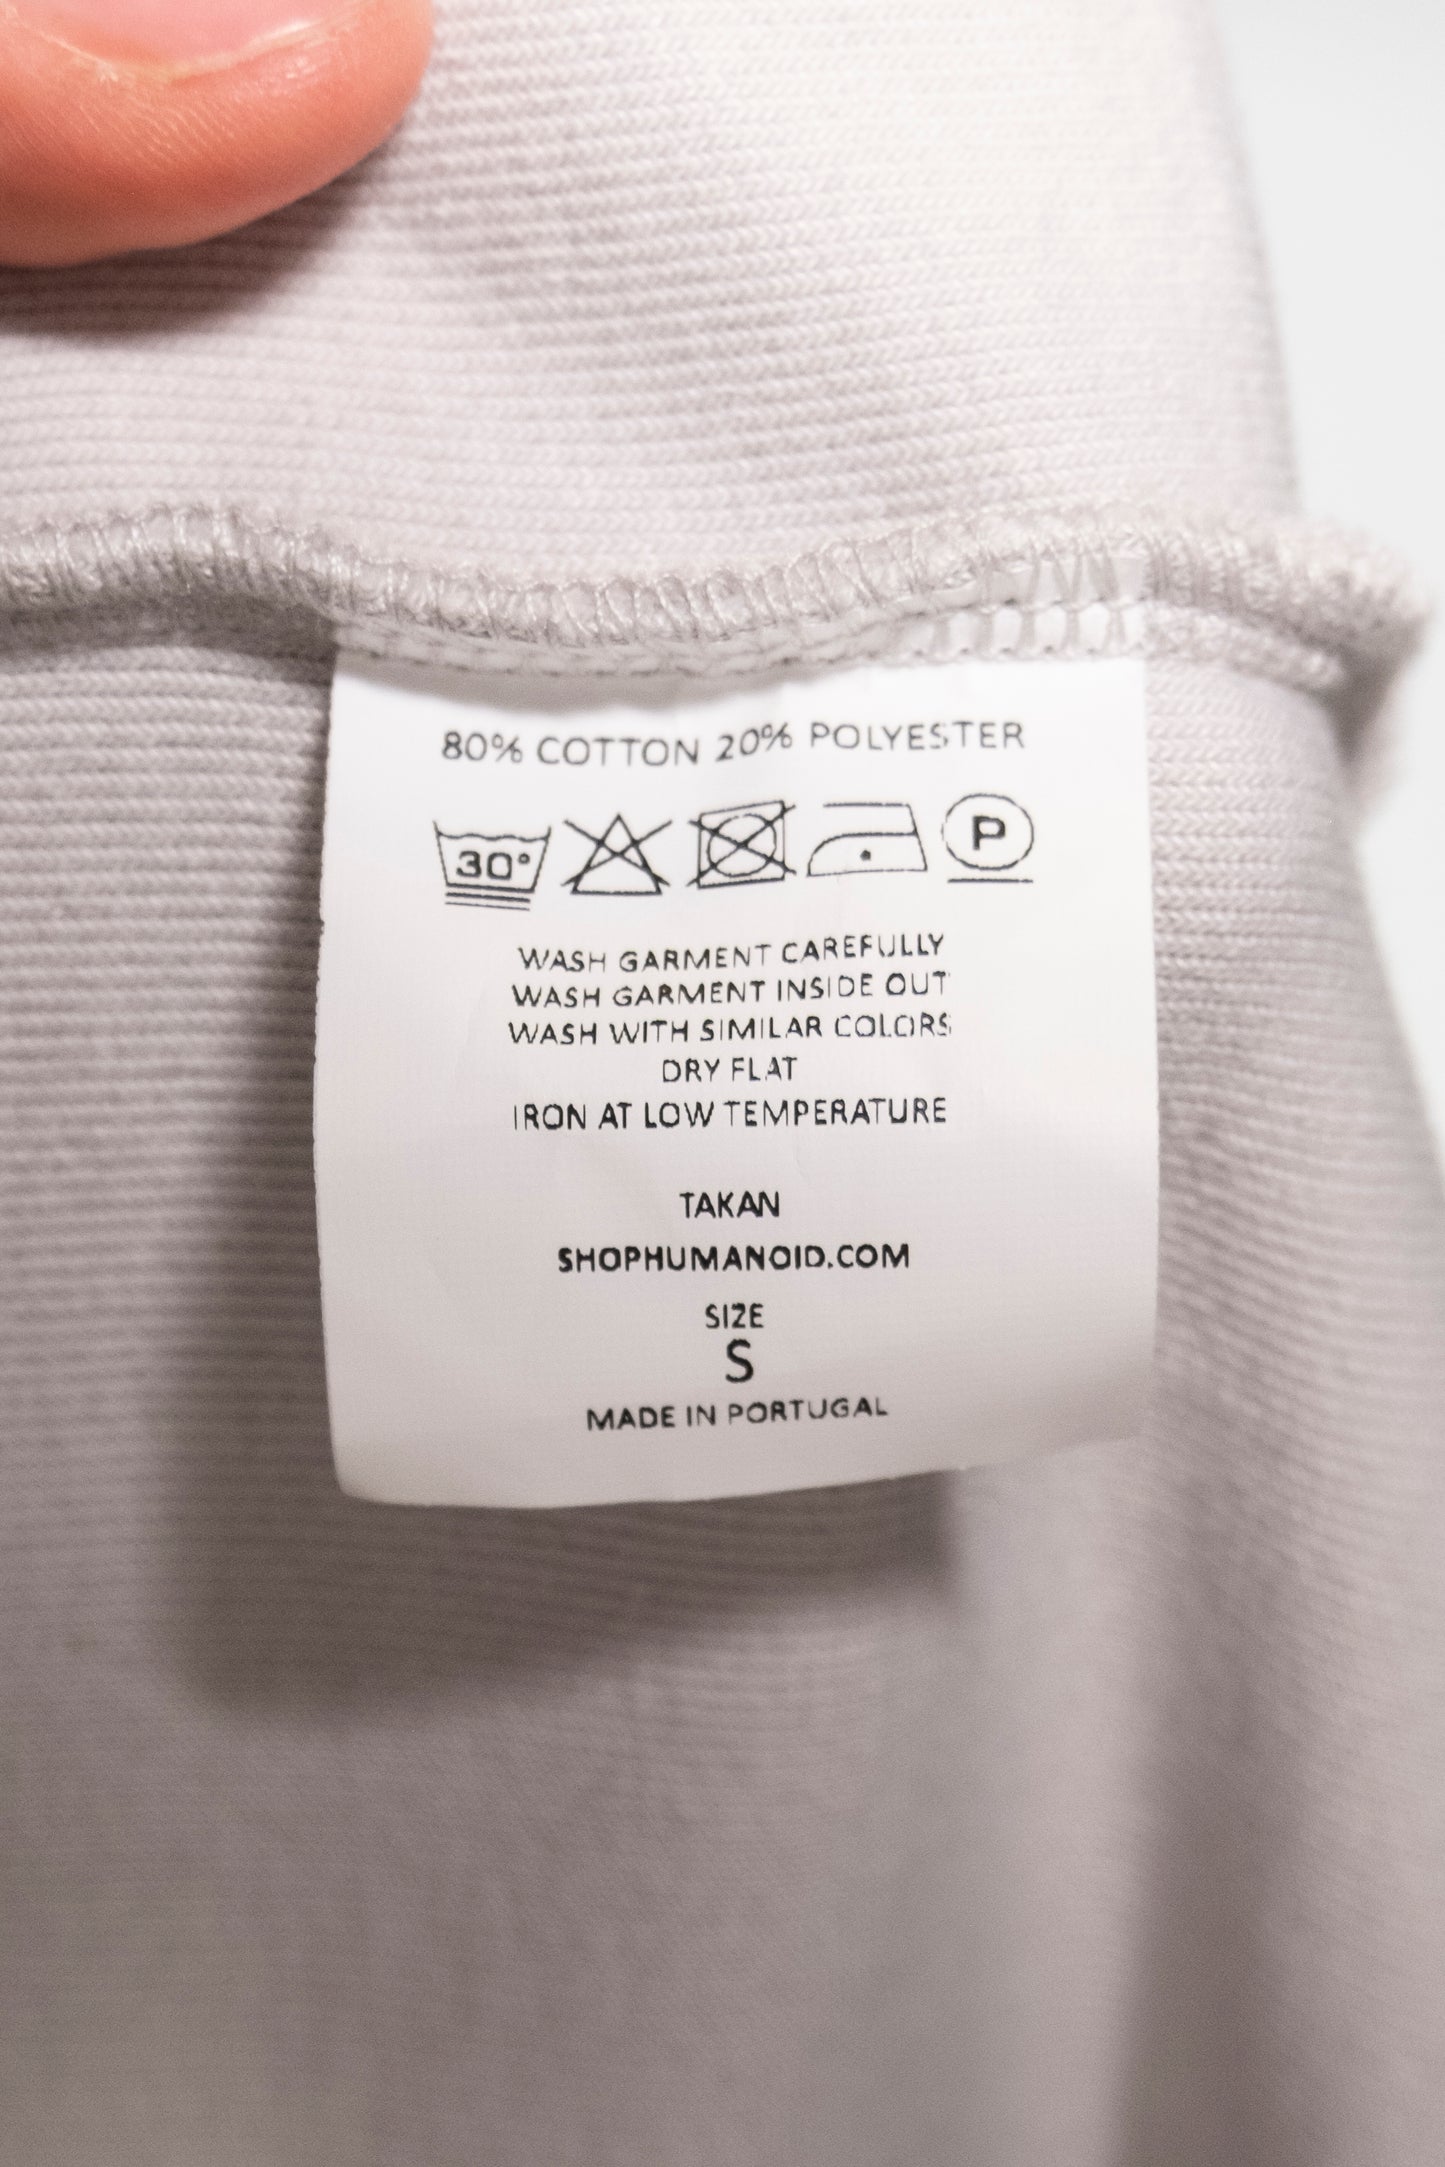 80% COTTON 20% POLYESTER
30° P
WASH GARMENT CAREFULLY
WASH GARMENT INSIDE OUT
WASH WITH SIMILAR COLORS
DRY FLAT
IRON AT LOW TEMPERATURE
TAKAN
SHOPHUMANOID.COM
SIZE
S
MADE IN PORTUGAL